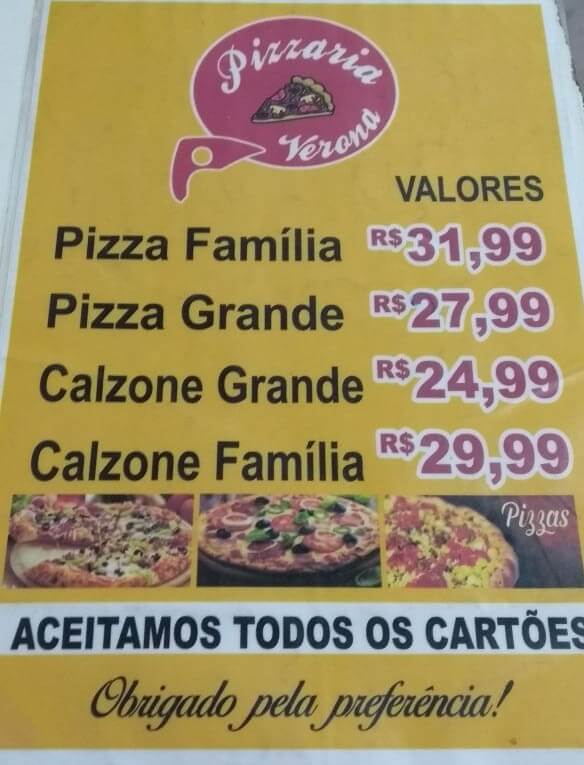 Pizzaria
Verona
VALORES
Pizza Família R$31,99
Pizza Grande R$27,99
Calzone Grande R$24,99
Calzone Família R$29,99
Pizzas
ACEITAMOS TODOS OS CARTÕES
Obrigado pela preferência!